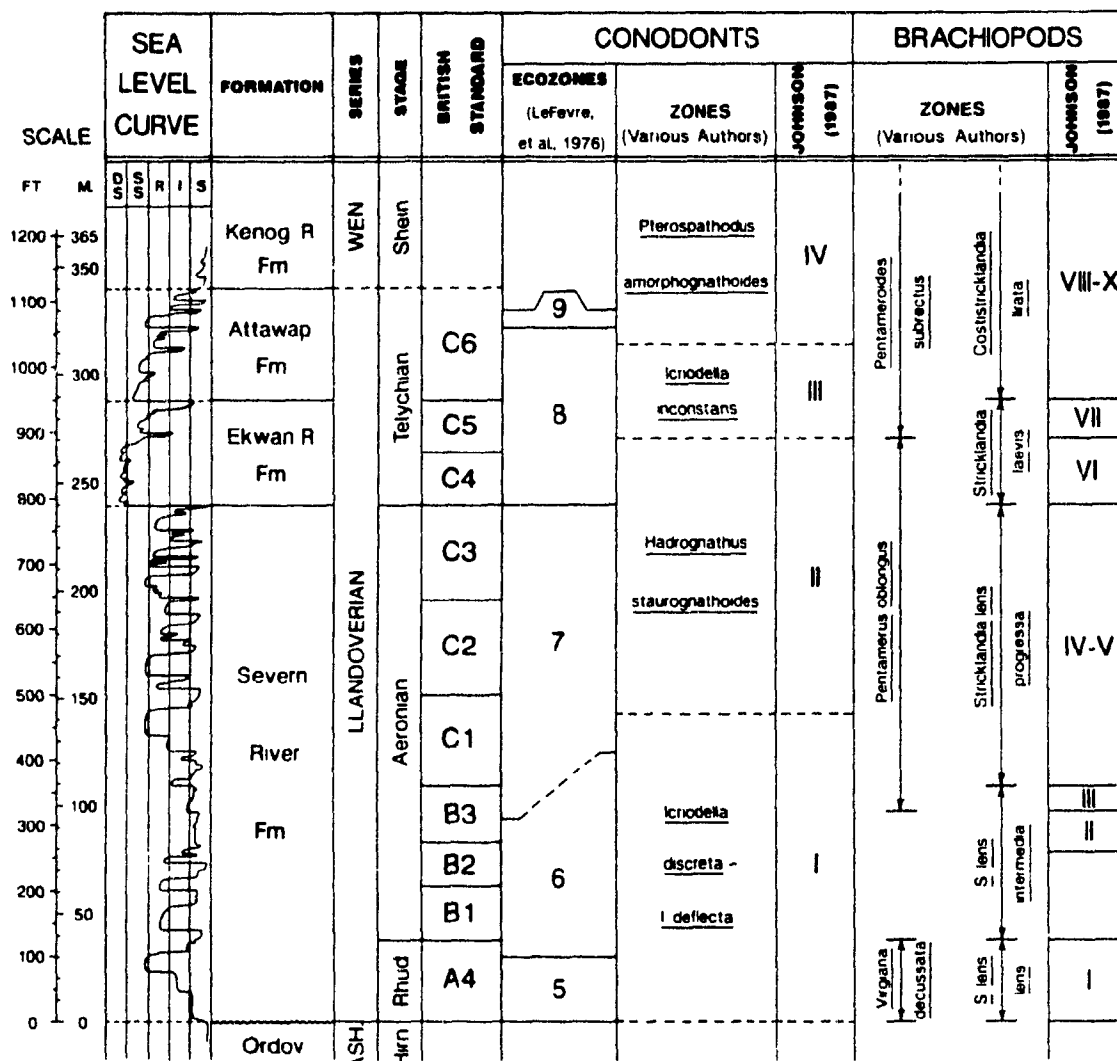 SEA
LEVEL
CURVE
SCALE
FORMATION
SERIES
STAGE
BRITISH
STANDARD
CONODONTS
ECOZONES
(LeFevre,
et al., 1976)
ZONES
(Various Authors)
JOHNSON
(1987)
BRACHIOPODS
ZONES
(Various Authors)
JOHNSON
(1987)
FT
M.
DS
SS
R
I
S
1200
1100
1000
900
800
700
600
500
400
300
200
100
0
365
350
300
250
200
150
100
50
0
Kenog R
Fm
Attawap
Fm
Ekwan R
Fm
Severn
River
Fm
Ordov
WEN
LLANDOVERIAN
ASH.
Shein
Telychian
Aeronian
Rhud
Hirn
C6
C5
C4
C3
C2
C1
B3
B2
B1
A4
9
8
7
6
5
Pterospathodus
amorphognathoides
Icriodella
inconstans
Hadrognathus
staurognathoides
Icriodella
discreta -
I deflecta
IV
III
II
I
Pentameroides
subrectus
Pentamerus oblongus
Virgiana
decussata
Costistricklandia
lirata
Stricklandia
laevis
Stricklandia lens
progressa
S lens
intermedia
S lens
lens
VIII-X
VII
VI
IV-V
III
II
I